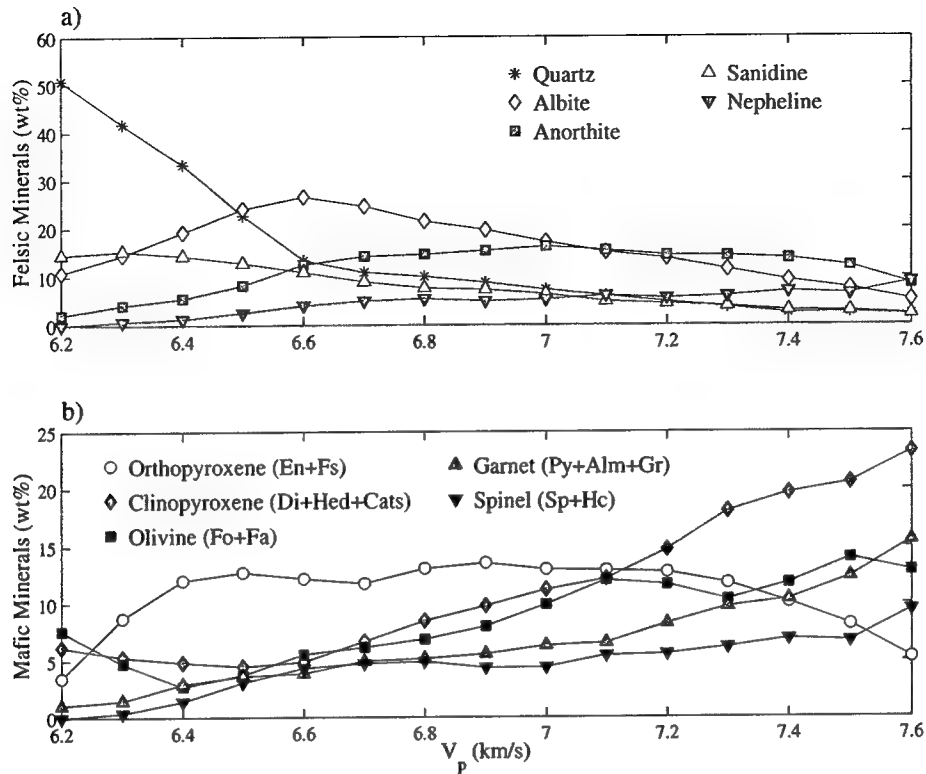 a)
60
50
40
30
20
10
0
Felsic Minerals (wt%)
Quartz
Albite
Anorthite
Sanidine
Nepheline
6.2 6.4 6.6 6.8 7 7.2 7.4 7.6
b)
25
20
15
10
5
0
Mafic Minerals (wt%)
Orthopyroxene (En+Fs)
Clinopyroxene (Di+Hed+Cats)
Olivine (Fo+Fa)
Garnet (Py+Alm+Gr)
Spinel (Sp+Hc)
6.2 6.4 6.6 6.8 7 7.2 7.4 7.6
Vp (km/s)